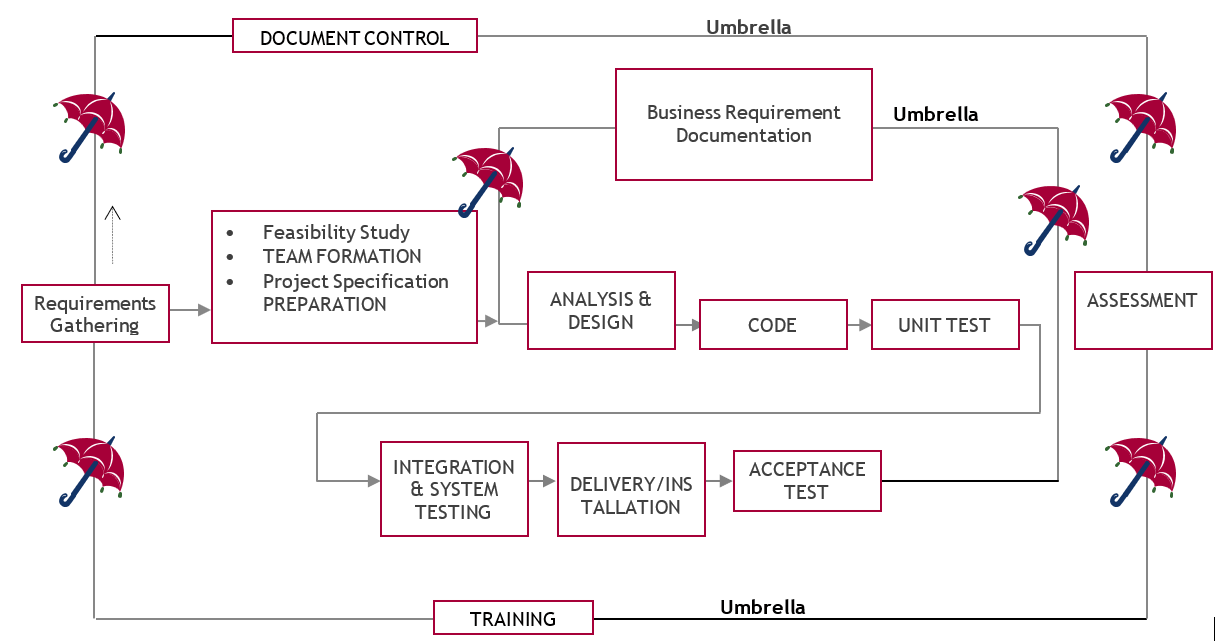 DOCUMENT CONTROL
Umbrella
Business Requirement
Documentation
Umbrella
• Feasibility Study
• TEAM FORMATION
• Project Specification
PREPARATION
Requirements
Gathering
ANALYSIS &
DESIGN
CODE
UNIT TEST
ASSESSMENT
INTEGRATION
& SYSTEM
TESTING
DELIVERY/INS
TALLATION
ACCEPTANCE
TEST
TRAINING
Umbrella